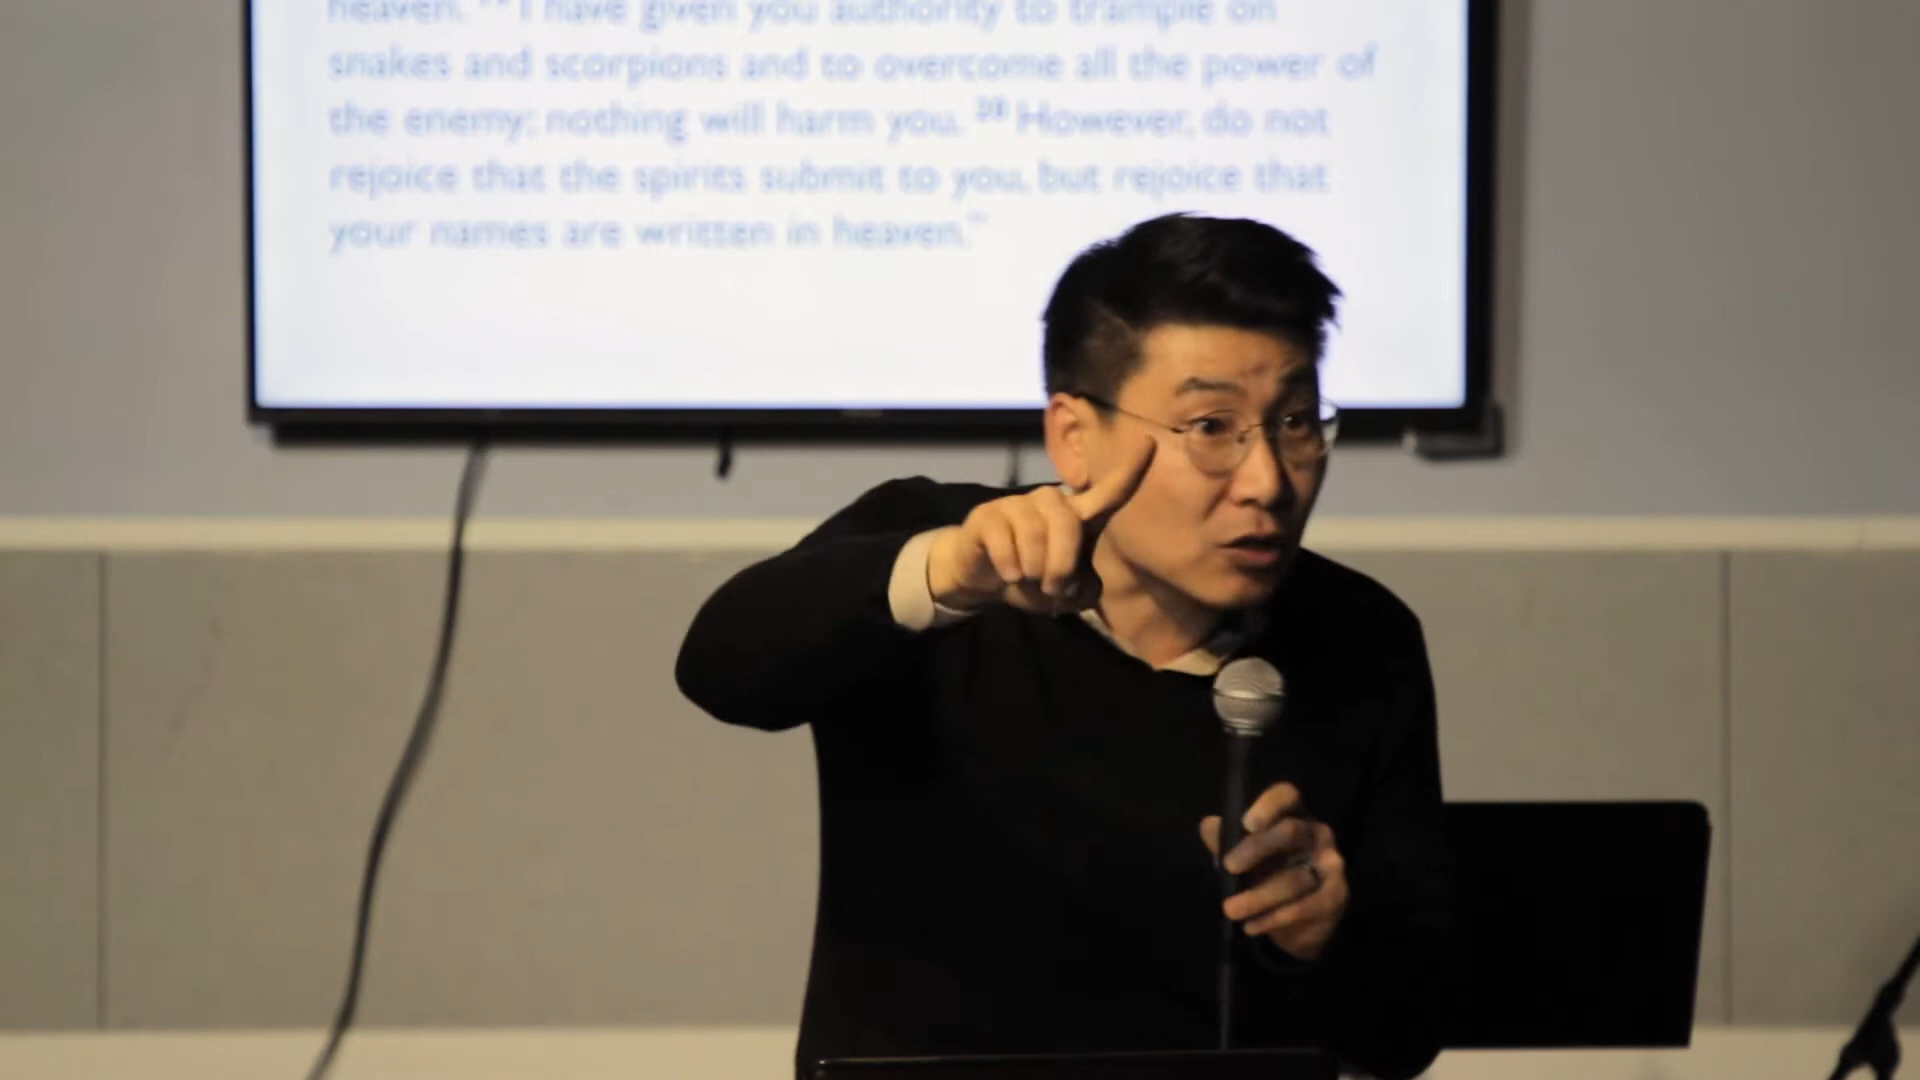 heaven. I have given you authority to trample on
snakes and scorpions and to overcome all the power of
the enemy; nothing will harm you. 20 However, do not
rejoice that the spirits submit to you, but rejoice that
your names are written in heaven."